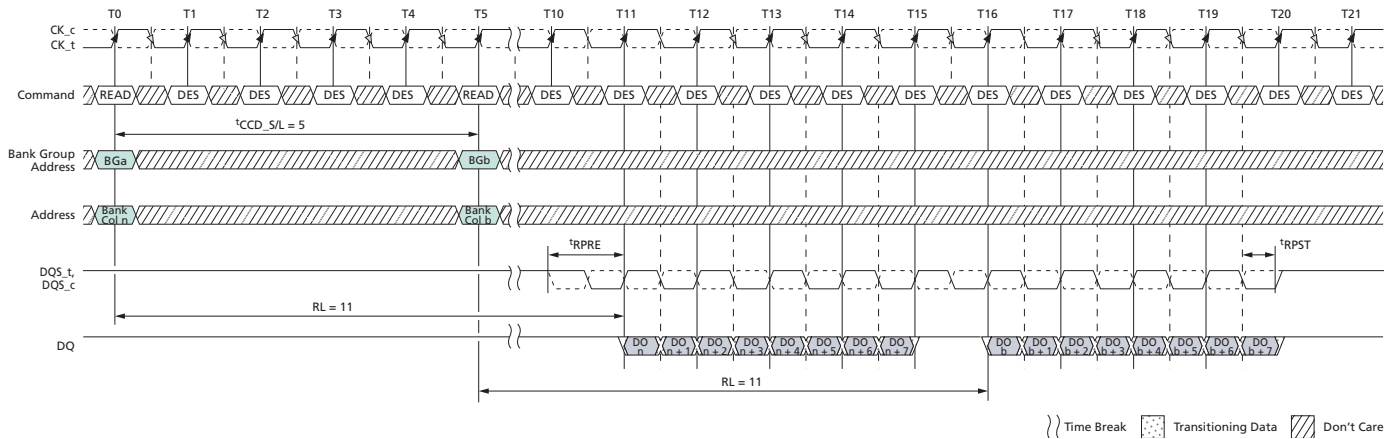 T0 T1 T2 T3 T4 T5 T10 T11 T12 T13 T14 T15 T16 T17 T18 T19 T20 T21
CK_c
CK_t
Command READ DES DES DES DES READ DES DES DES DES DES DES DES DES DES DES DES DES
tCCD_S/L = 5
Bank Group
Address
BGa BGb
Address
Bank
Col n
Bank
Col b
tRPRE tRPST
DQS_t,
DQS_c
RL = 11
DQ
DO
n
DO
n + 1
DO
n + 2
DO
n + 3
DO
n + 4
DO
n + 5
DO
n + 6
DO
n + 7
DO
b
DO
b + 1
DO
b + 2
DO
b + 3
DO
b + 4
DO
b + 5
DO
b + 6
DO
b + 7
RL = 11
Time Break Transitioning Data Don't Care